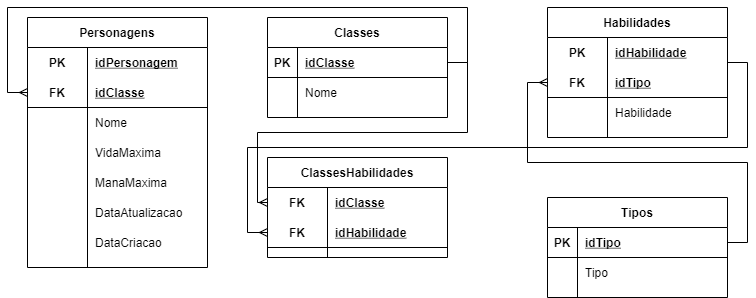 Personagens
PK idPersonagem
FK idClasse
Nome
VidaMaxima
ManaMaxima
DataAtualizacao
DataCriacao
Classes
PK idClasse
Nome
ClassesHabilidades
FK idClasse
FK idHabilidade
Habilidades
PK idHabilidade
FK idTipo
Habilidade
Tipos
PK idTipo
Tipo